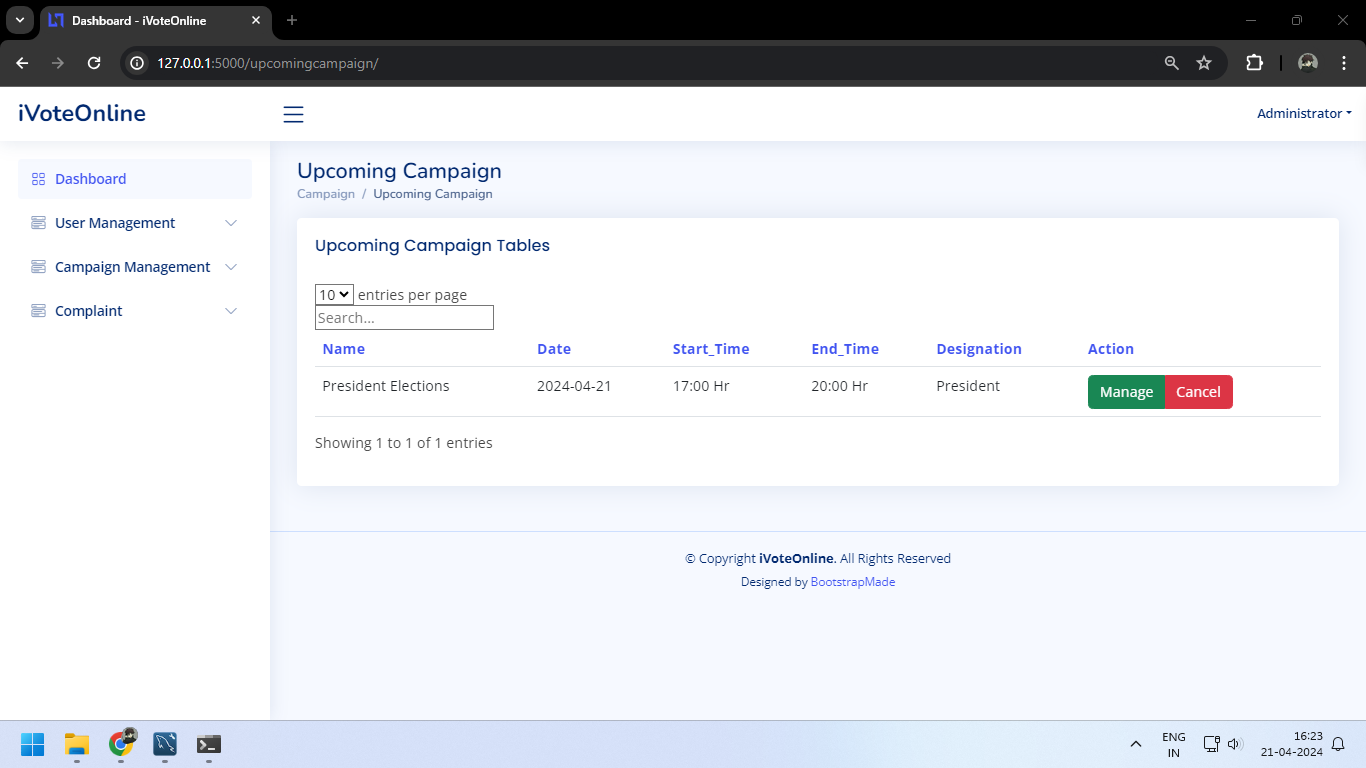 Dashboard - iVoteOnline
127.0.0.1:5000/upcomingcampaign/
iVoteOnline
Administrator
Dashboard
User Management
Campaign Management
Complaint
Upcoming Campaign
Campaign / Upcoming Campaign
Upcoming Campaign Tables
10 entries per page
Search...
Name Date Start_Time End_Time Designation Action
President Elections 2024-04-21 17:00 Hr 20:00 Hr President Manage Cancel
Showing 1 to 1 of 1 entries
© Copyright iVoteOnline. All Rights Reserved
Designed by BootstrapMade
ENG
IN
16:23
21-04-2024